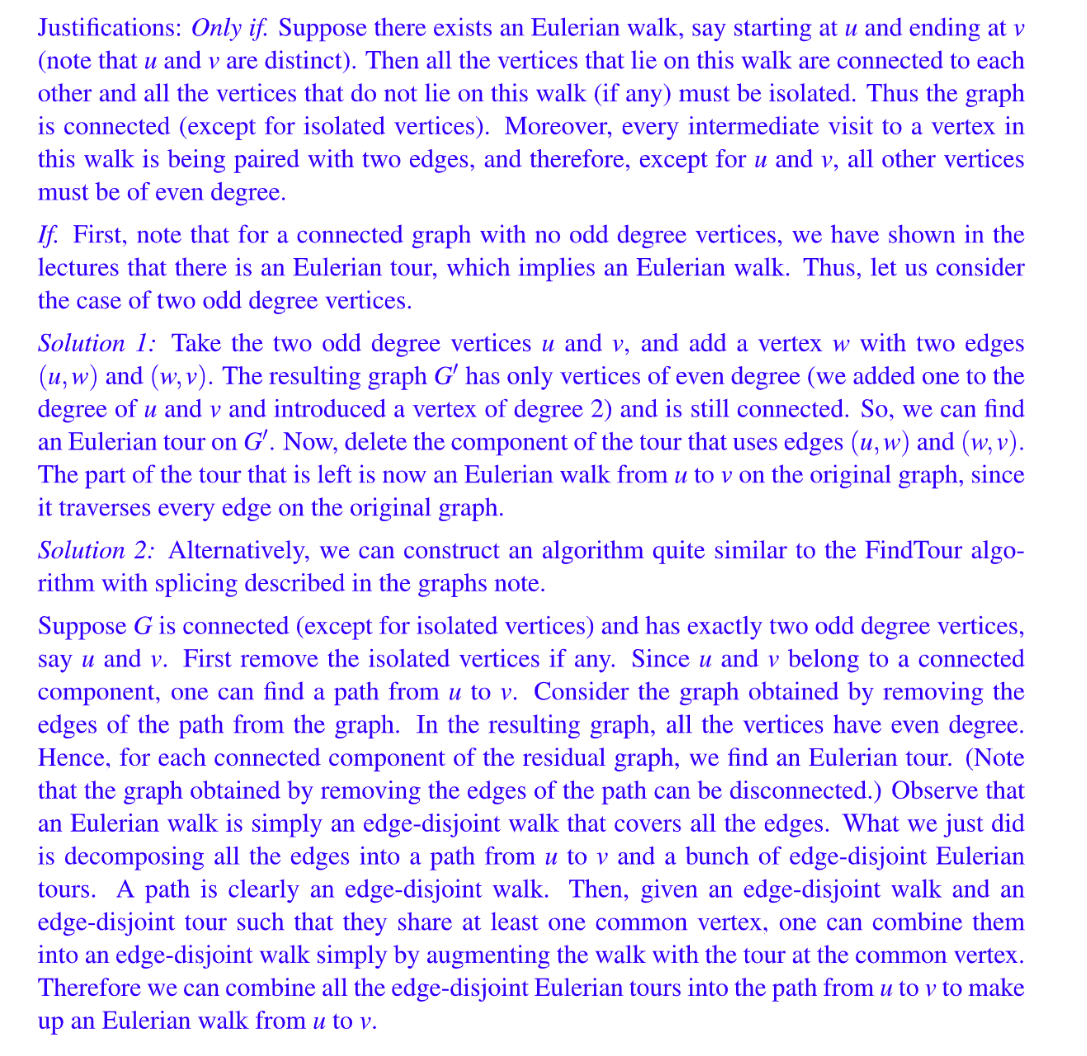 Justifications: Only if. Suppose there exists an Eulerian walk, say starting at u and ending at v
(note that u and v are distinct). Then all the vertices that lie on this walk are connected to each
other and all the vertices that do not lie on this walk (if any) must be isolated. Thus the graph
is connected (except for isolated vertices). Moreover, every intermediate visit to a vertex in
this walk is being paired with two edges, and therefore, except for u and v, all other vertices
must be of even degree.
If. First, note that for a connected graph with no odd degree vertices, we have shown in the
lectures that there is an Eulerian tour, which implies an Eulerian walk. Thus, let us consider
the case of two odd degree vertices.
Solution 1: Take the two odd degree vertices u and v, and add a vertex w with two edges
(u,w) and (w,v). The resulting graph G′ has only vertices of even degree (we added one to the
degree of u and v and introduced a vertex of degree 2) and is still connected. So, we can find
an Eulerian tour on G′. Now, delete the component of the tour that uses edges (u,w) and (w,v).
The part of the tour that is left is now an Eulerian walk from u to v on the original graph, since
it traverses every edge on the original graph.
Solution 2: Alternatively, we can construct an algorithm quite similar to the FindTour algo-
rithm with splicing described in the graphs note.
Suppose G is connected (except for isolated vertices) and has exactly two odd degree vertices,
say u and v. First remove the isolated vertices if any. Since u and v belong to a connected
component, one can find a path from u to v. Consider the graph obtained by removing the
edges of the path from the graph. In the resulting graph, all the vertices have even degree.
Hence, for each connected component of the residual graph, we find an Eulerian tour. (Note
that the graph obtained by removing the edges of the path can be disconnected.) Observe that
an Eulerian walk is simply an edge-disjoint walk that covers all the edges. What we just did
is decomposing all the edges into a path from u to v and a bunch of edge-disjoint Eulerian
tours. A path is clearly an edge-disjoint walk. Then, given an edge-disjoint walk and an
edge-disjoint tour such that they share at least one common vertex, one can combine them
into an edge-disjoint walk simply by augmenting the walk with the tour at the common vertex.
Therefore we can combine all the edge-disjoint Eulerian tours into the path from u to v to make
up an Eulerian walk from u to v.